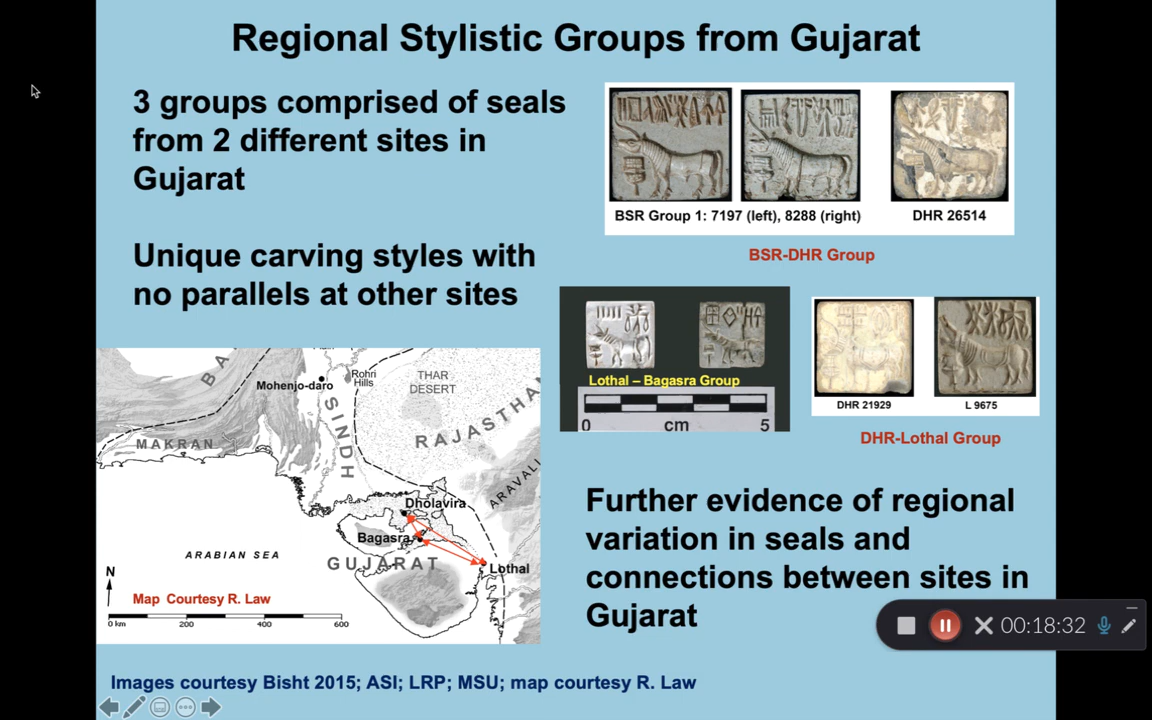 Regional Stylistic Groups from Gujarat
3 groups comprised of seals
from 2 different sites in
Gujarat
Unique carving styles with
no parallels at other sites
BSR Group 1: 7197 (left), 8288 (right)
DHR 26514
BSR-DHR Group
Lothal – Bagasra Group
0 cm 5
DHR 21929
L 9675
DHR-Lothal Group
Mohenjo-daro
Rohri
Hills
THAR
DESERT
MAKRAN
SINDH
Dholavira
Bagasra
ARABIAN SEA
GUJARAT
Lothal
N
Map Courtesy R. Law
0 km 200 400 600
Further evidence of regional
variation in seals and
connections between sites in
Gujarat
00:18:32
Images courtesy Bisht 2015; ASI; LRP; MSU; map courtesy R. Law